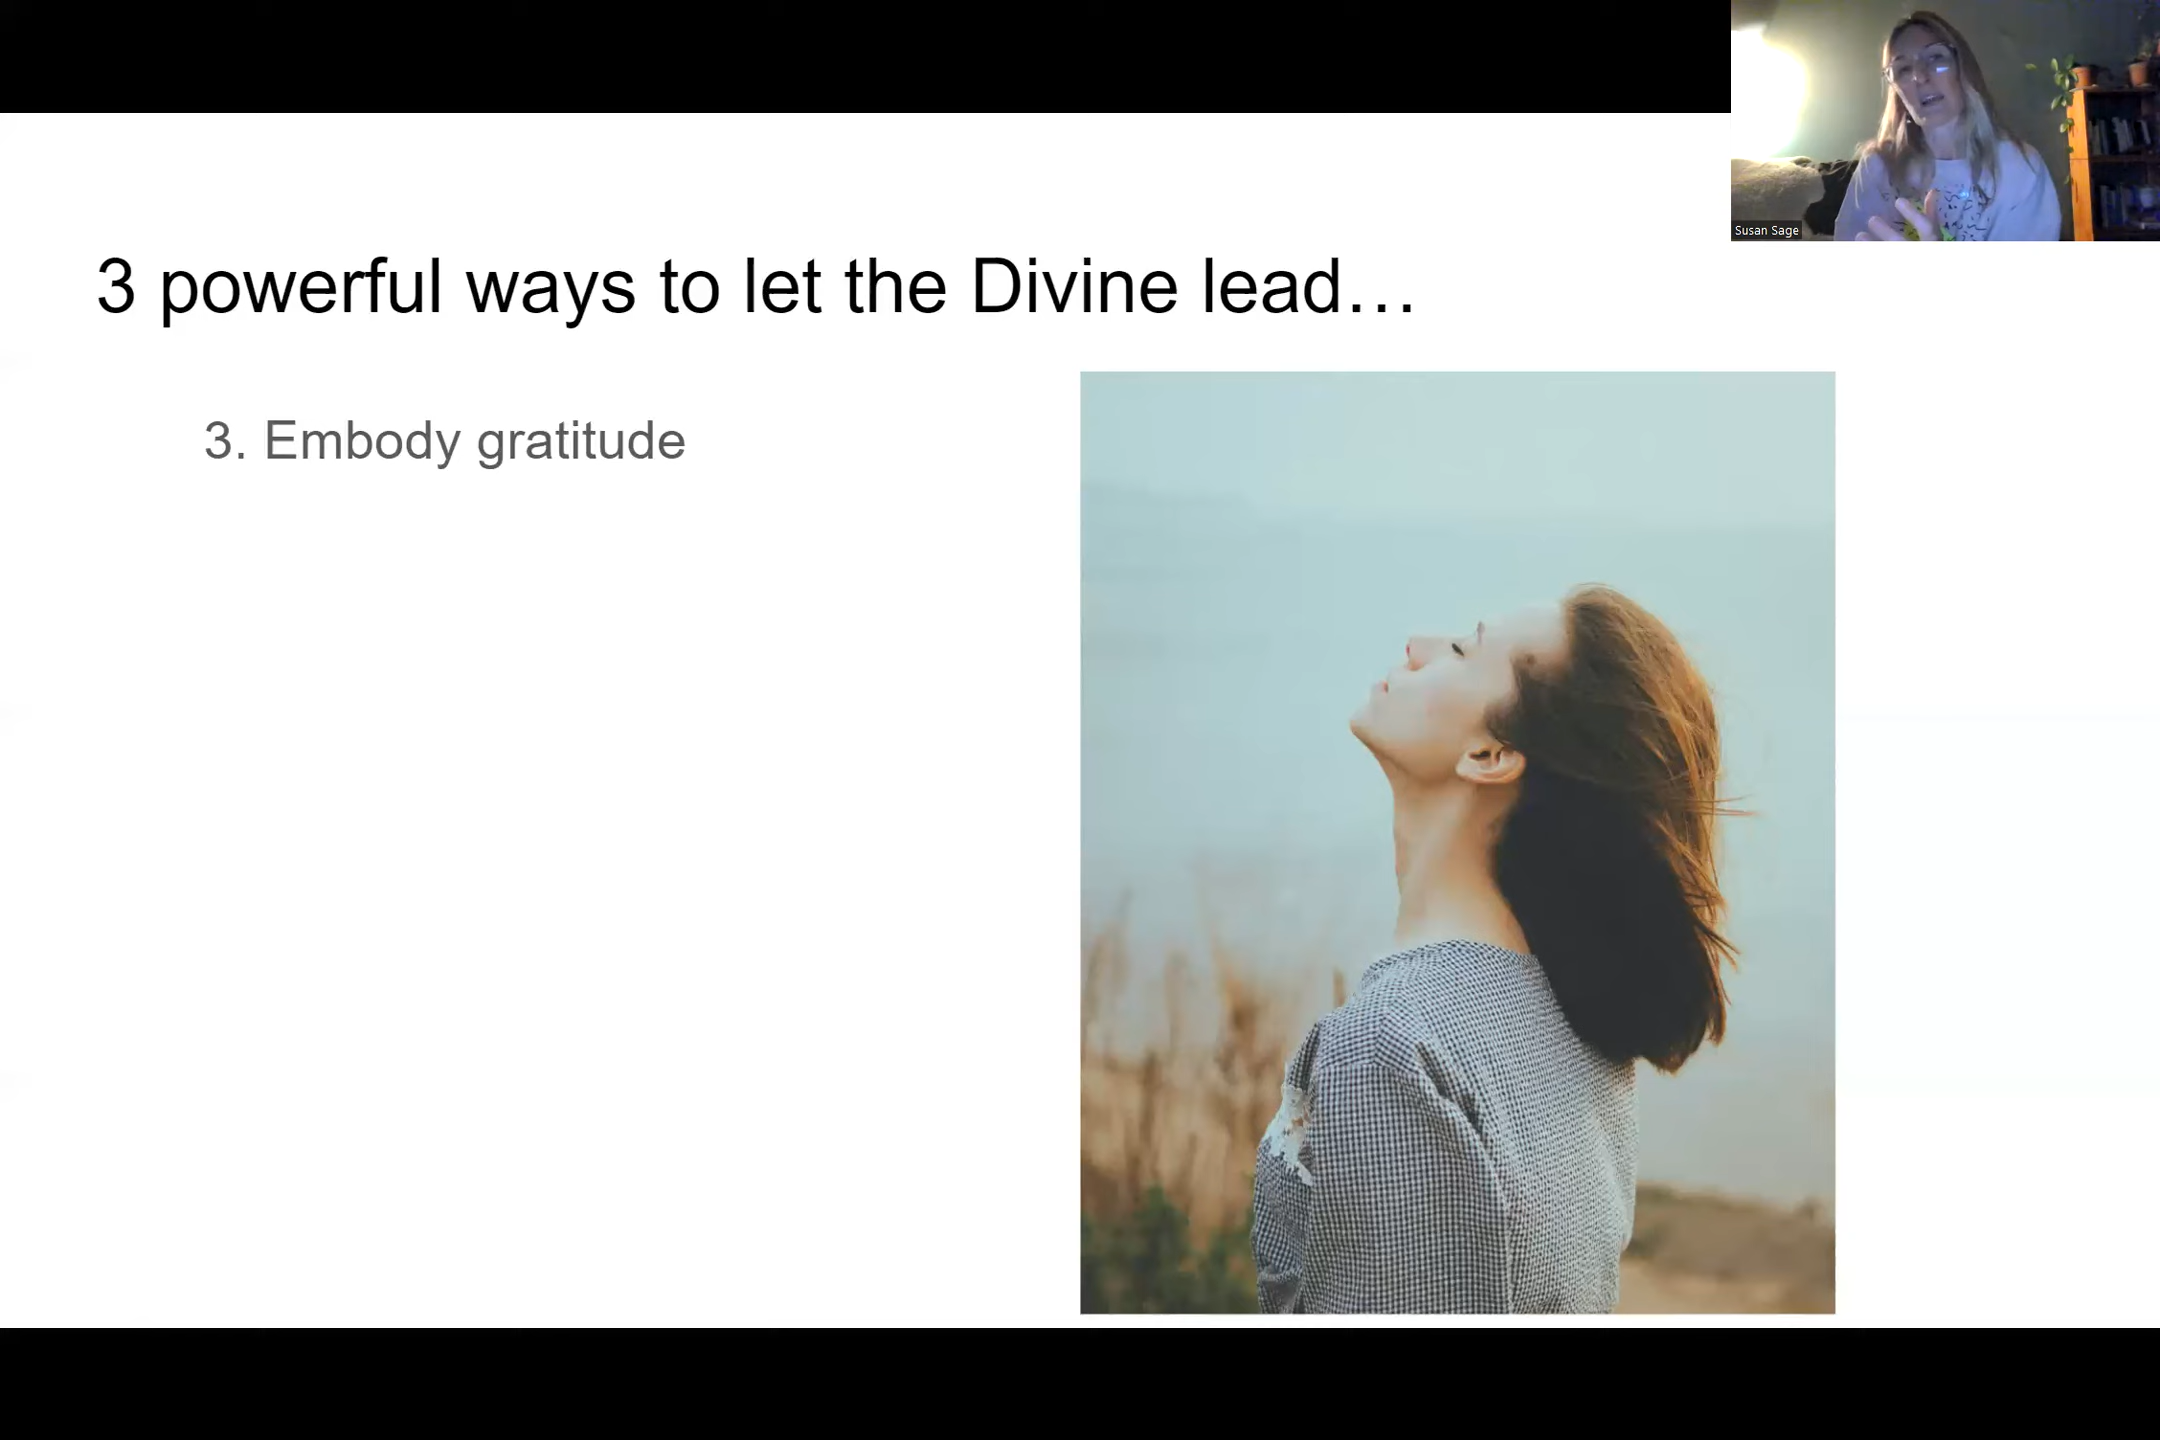 Susan Sage
3 powerful ways to let the Divine lead…
3. Embody gratitude